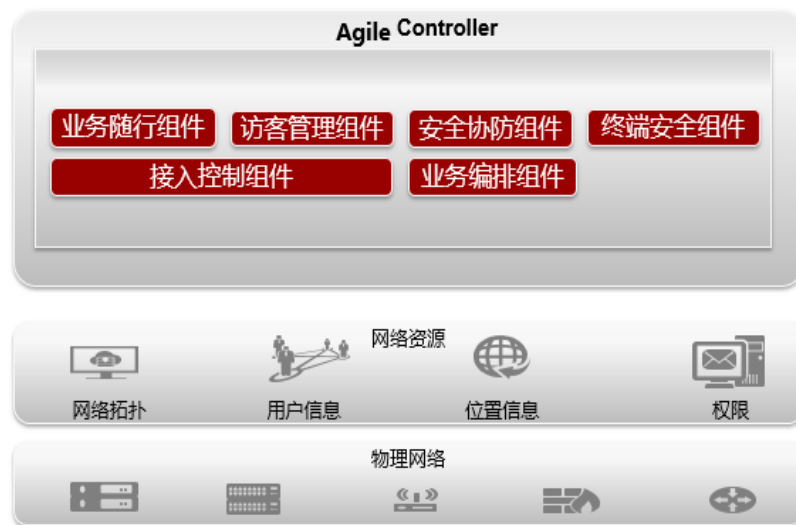 Agile Controller
业务随行组件 访客管理组件 安全协防组件 终端安全组件
接入控制组件 业务编排组件
网络资源
网络拓扑 用户信息 位置信息 权限
物理网络